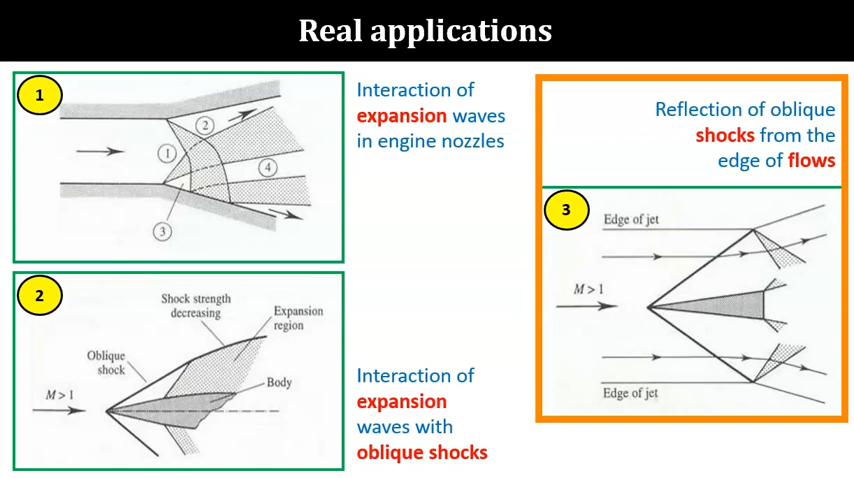 Real applications
1
1
2
3
4
Interaction of
expansion waves
in engine nozzles
2
Shock strength
decreasing
Expansion
region
Oblique
shock
Body
M > 1
Interaction of
expansion
waves with
oblique shocks
Reflection of oblique
shocks from the
edge of flows
3
Edge of jet
M > 1
Edge of jet